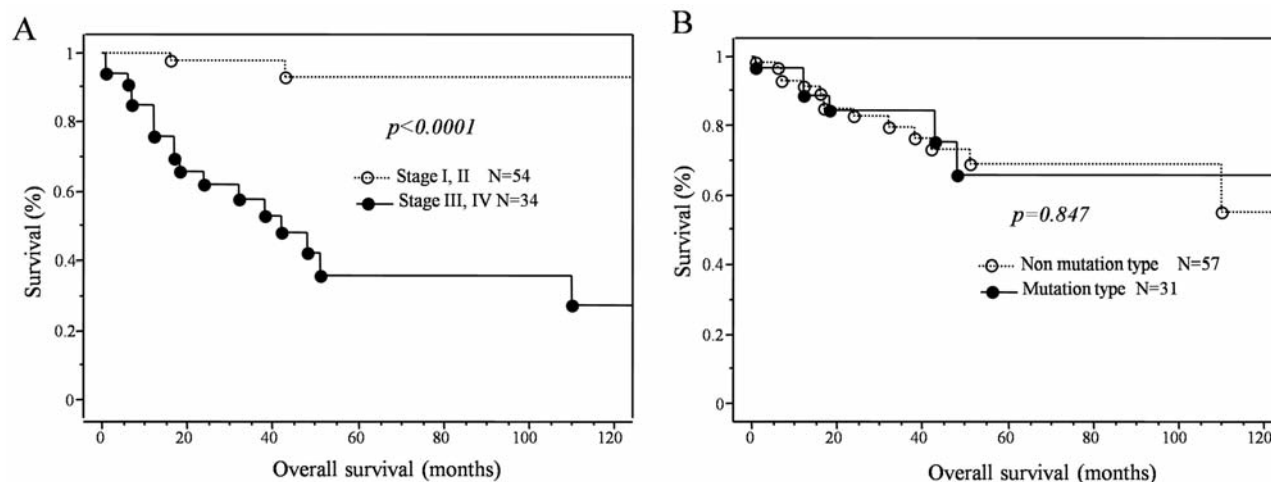 A
Survival (%)
1
0.8
0.6
0.4
0.2
0
p<0.0001
Stage I, II N=54
Stage III, IV N=34
0 20 40 60 80 100 120
Overall survival (months)
B
Survival (%)
1
0.8
0.6
0.4
0.2
0
p=0.847
Non mutation type N=57
Mutation type N=31
0 20 40 60 80 100 120
Overall survival (months)